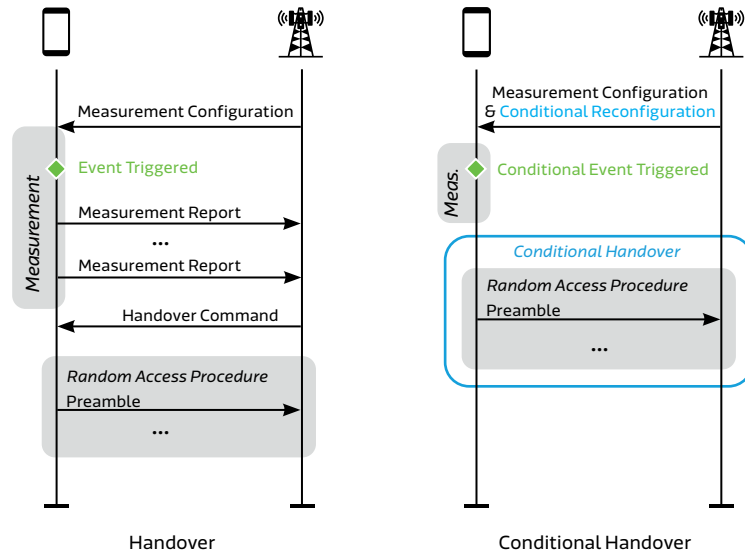 Measurement Configuration
Measurement
Event Triggered
Measurement Report
...
Measurement Report
Handover Command
Random Access Procedure
Preamble
...
Handover
Measurement Configuration
& Conditional Reconfiguration
Meas.
Conditional Event Triggered
Conditional Handover
Random Access Procedure
Preamble
...
Conditional Handover